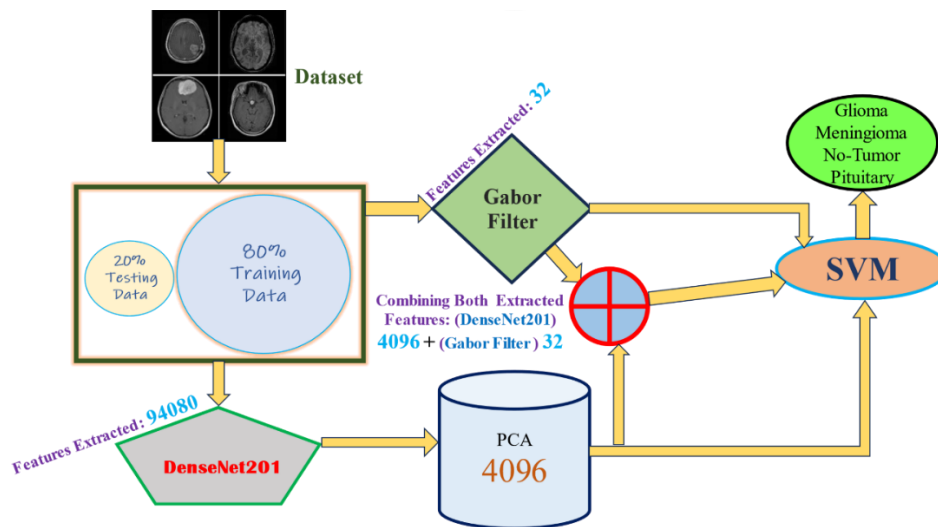 Dataset
Features Extracted: 32
Gabor
Filter
Glioma
Meningioma
No-Tumor
Pituitary
20%
Testing
Data
80%
Training
Data
SVM
Combining Both Extracted
Features: (DenseNet201)
4096 + (Gabor Filter) 32
Features Extracted: 94080
DenseNet201
PCA
4096